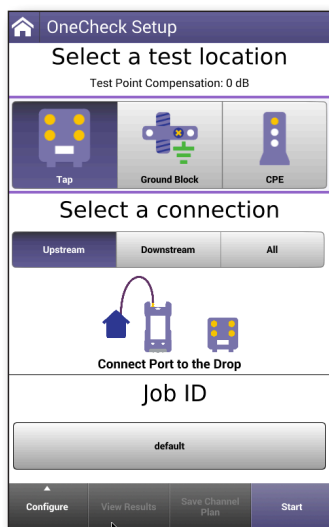 OneCheck Setup
Select a test location
Test Point Compensation: 0 dB
Tap
Ground Block
CPE
Select a connection
Upstream
Downstream
All
Connect Port to the Drop
Job ID
default
Configure
View Results
Save Channel
Plan
Start